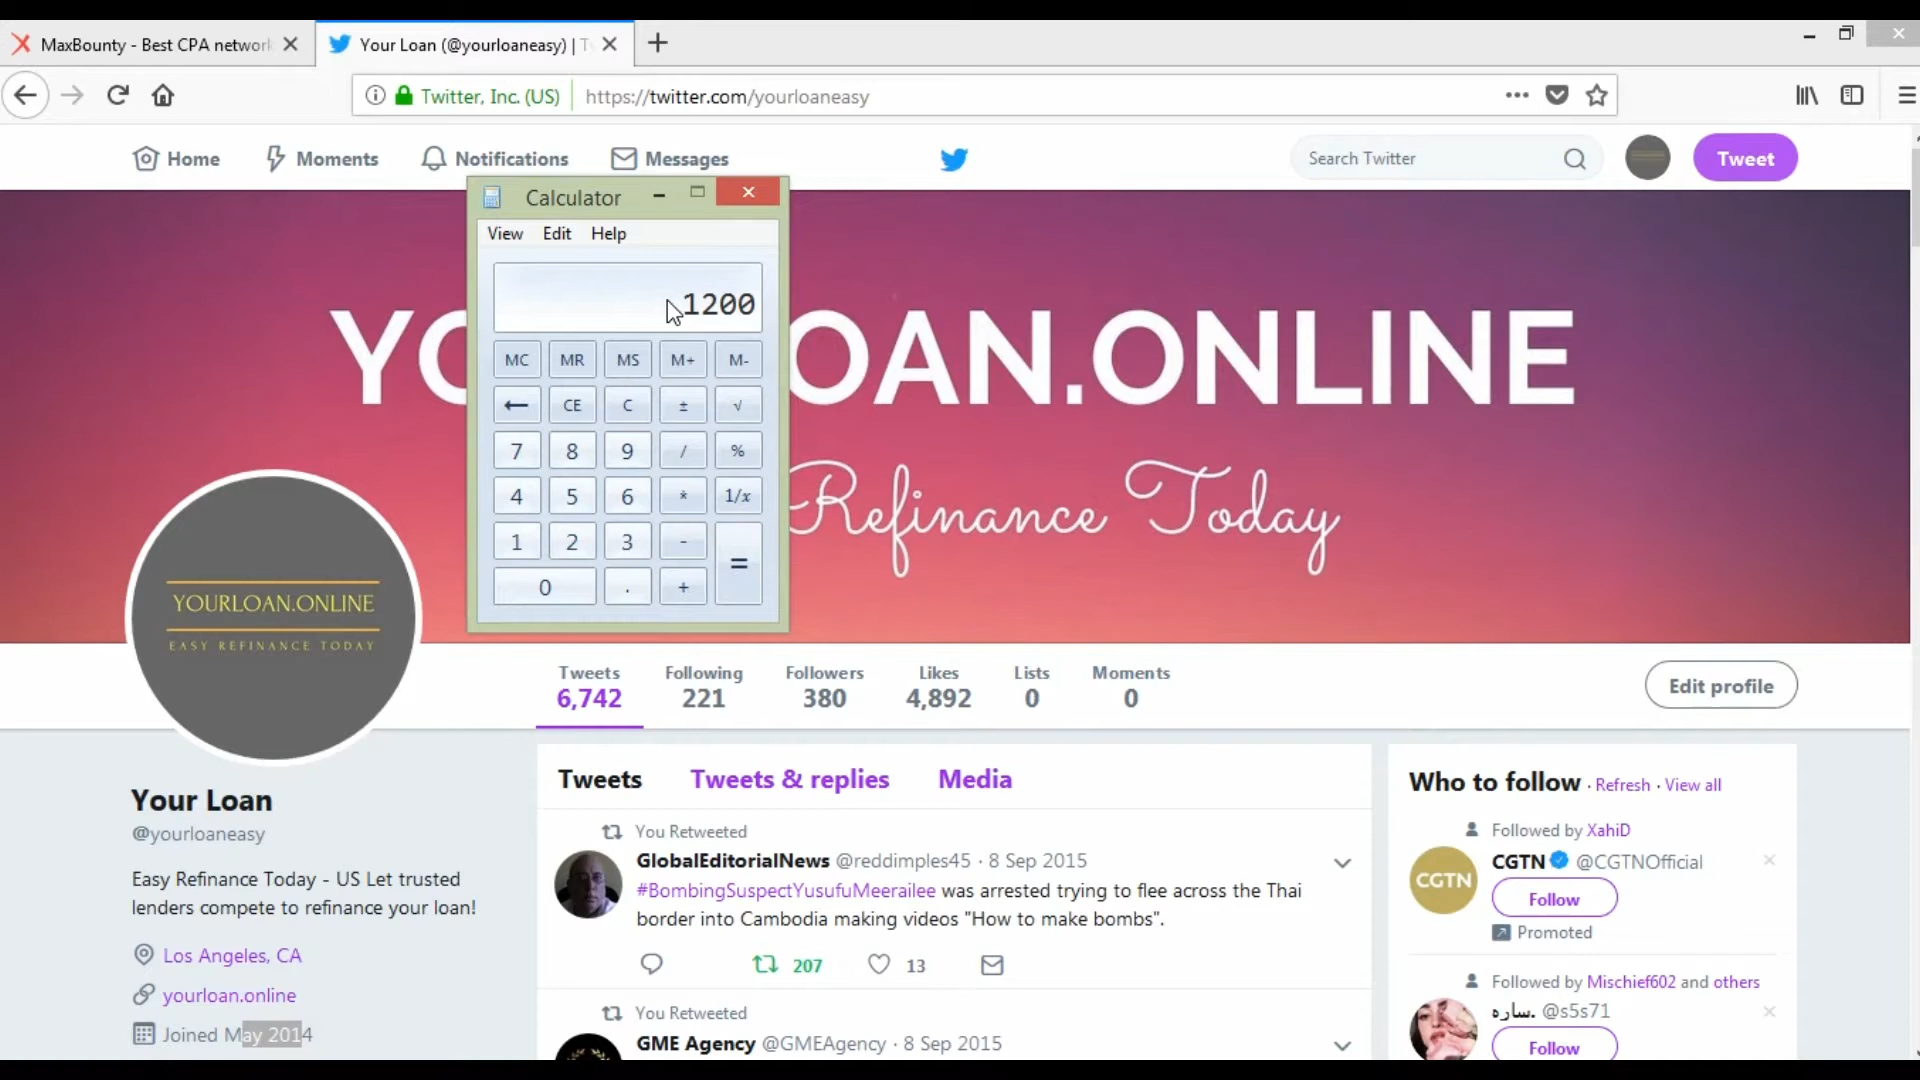 MaxBounty - Best CPA network
Your Loan (@yourloaneasy) | T
Twitter, Inc. (US)
https://twitter.com/yourloaneasy
Home
Moments
Notifications
Messages
Search Twitter
Tweet
Calculator
View Edit Help
1200
MC MR MS M+ M-
← CE C ± √
7 8 9 / %
4 5 6 * 1/x
1 2 3 - =
0 . +
YO OAN.ONLINE
Refinance Today
YOURLOAN.ONLINE
EASY REFINANCE TODAY
Tweets Following Followers Likes Lists Moments
6,742 221 380 4,892 0 0
Edit profile
Your Loan
@yourloaneasy
Easy Refinance Today - US Let trusted
lenders compete to refinance your loan!
Los Angeles, CA
yourloan.online
Joined May 2014
Tweets Tweets & replies Media
You Retweeted
GlobalEditorialNews @reddimples45 · 8 Sep 2015
#BombingSuspectYusufuMeerailee was arrested trying to flee across the Thai
border into Cambodia making videos "How to make bombs".
207 13
You Retweeted
GME Agency @GMEAgency · 8 Sep 2015
Who to follow · Refresh · View all
Followed by XahiD
CGTN @CGTNOfficial
CGTN
Follow
Promoted
Followed by Mischief602 and others
ساره. @s5s71
Follow